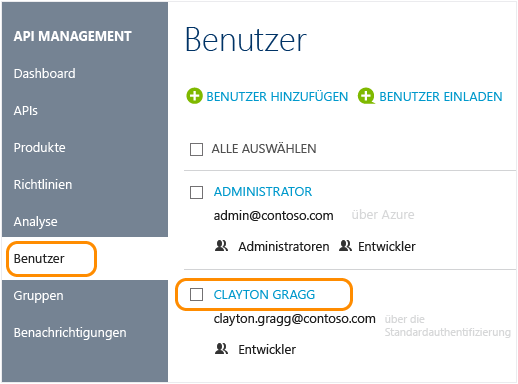 API MANAGEMENT
Dashboard
APIs
Produkte
Richtlinien
Analyse
Benutzer
Gruppen
Benachrichtigungen
Benutzer
BENUTZER HINZUFÜGEN BENUTZER EINLADEN
ALLE AUSWÄHLEN
ADMINISTRATOR
admin@contoso.com über Azure
Administratoren Entwickler
CLAYTON GRAGG
clayton.gragg@contoso.com über die
Standardauthentifizierung
Entwickler